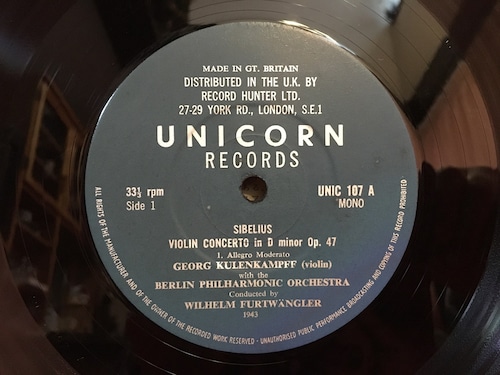 MADE IN GT. BRITAIN
DISTRIBUTED IN THE U.K. BY
RECORD HUNTER LTD.
27-29 YORK RD., LONDON, S.E.1
UNICORN
RECORDS
33⅓ rpm
Side 1
UNIC 107 A
MONO
SIBELIUS
VIOLIN CONCERTO in D minor Op. 47
1. Allegro Moderato
GEORG KULENKAMPFF (violin)
with the
BERLIN PHILHARMONIC ORCHESTRA
Conducted by
WILHELM FURTWÄNGLER
1943
ALL RIGHTS OF THE MANUFACTURER AND OF THE OWNER OF THE RECORDED WORK RESERVED - UNAUTHORISED PUBLIC PERFORMANCE BROADCASTING AND COPYING OF THIS RECORD PROHIBITED